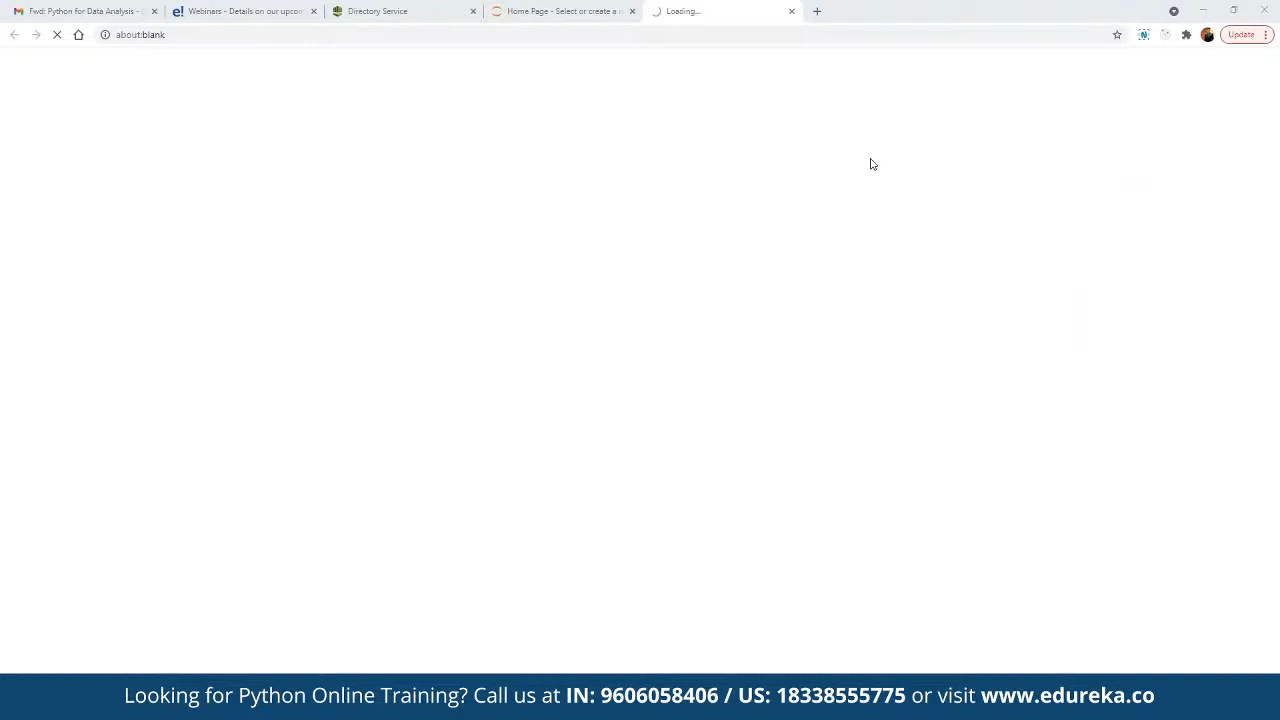 Fwd: Python for Data Analysis -
Webinars - Details on our upcom
Directory Service
Home Page - Select or create a
Loading...
about:blank
Update
Looking for Python Online Training? Call us at IN: 9606058406 / US: 18338555775 or visit www.edureka.co